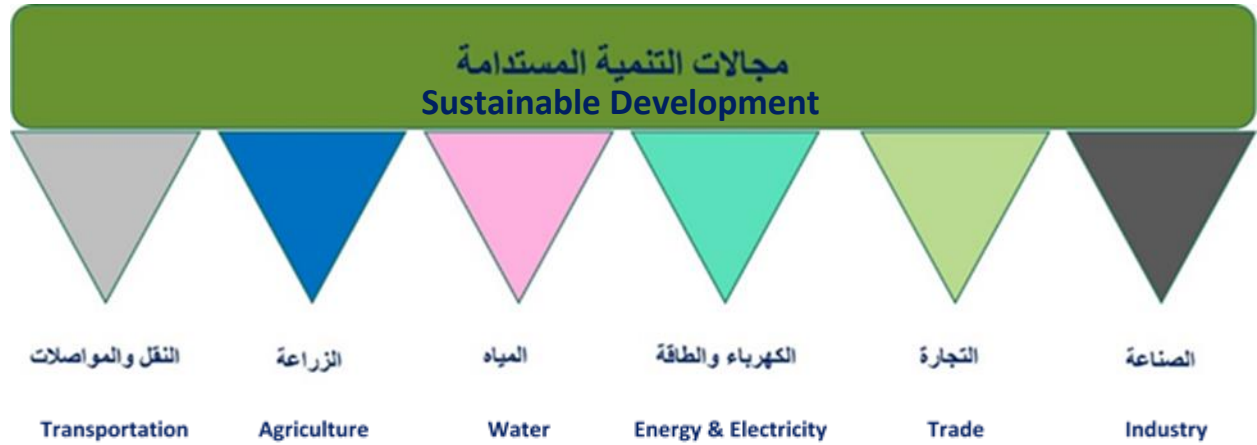 مجالات التنمية المستدامة
Sustainable Development
النقل والمواصلات
الزراعة
المياه
الكهرباء والطاقة
التجارة
الصناعة
Transportation
Agriculture
Water
Energy & Electricity
Trade
Industry